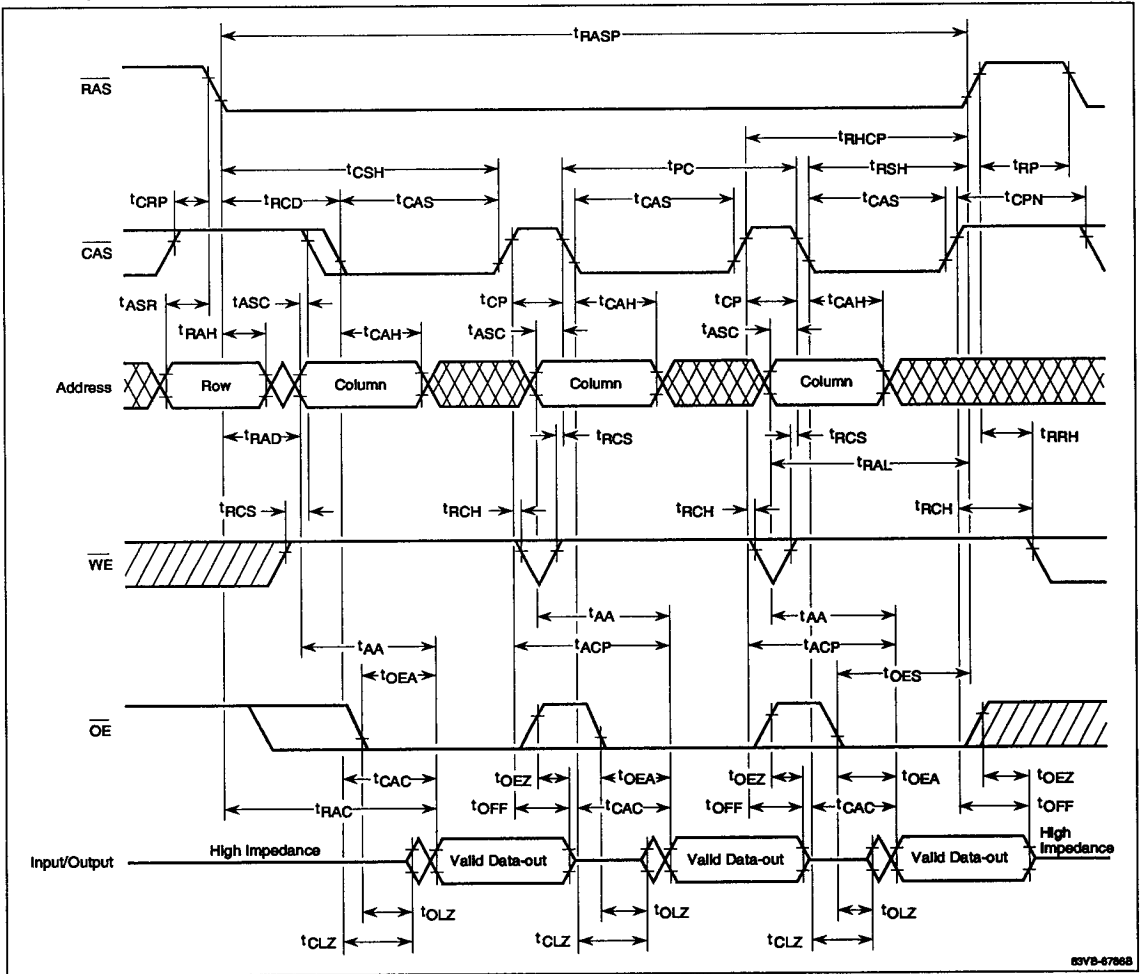 tRASP
RAS
tRHCP
tCSH
tPC
tRSH
tRP
tCRP
tRCD
tCAS
tCAS
tCAS
tCPN
CAS
tASR
tASC
tCP
tCAH
tCP
tCAH
tRAH
tCAH
tASC
tASC
Address
Row
Column
Column
Column
tRAD
tRCS
tRCS
tRRH
tRAL
tRCS
tRCH
tRCH
tRCH
WE
tAA
tAA
tAA
tACP
tACP
tOEA
tOES
OE
tCAC
tOEZ
tOEA
tOEZ
tOEA
tOEZ
tRAC
tOFF
tCAC
tOFF
tCAC
tOFF
Input/Output
High Impedance
Valid Data-out
Valid Data-out
Valid Data-out
High Impedance
tOLZ
tOLZ
tOLZ
tCLZ
tCLZ
tCLZ
83VB-6786B